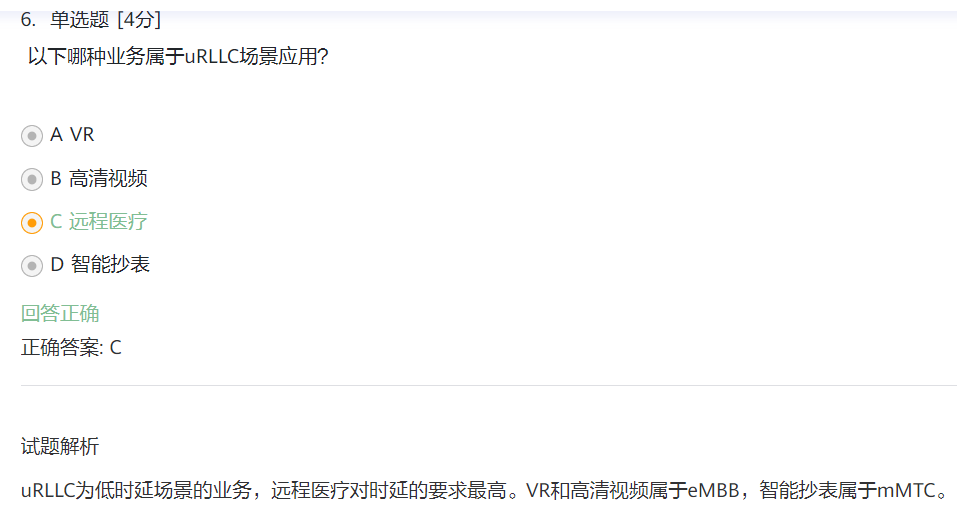 6. 单选题 [4分]
以下哪种业务属于uRLLC场景应用?
A VR
B 高清视频
C 远程医疗
D 智能抄表
回答正确
正确答案: C
试题解析
uRLLC为低时延场景的业务，远程医疗对时延的要求最高。VR和高清视频属于eMBB，智能抄表属于mMTC。